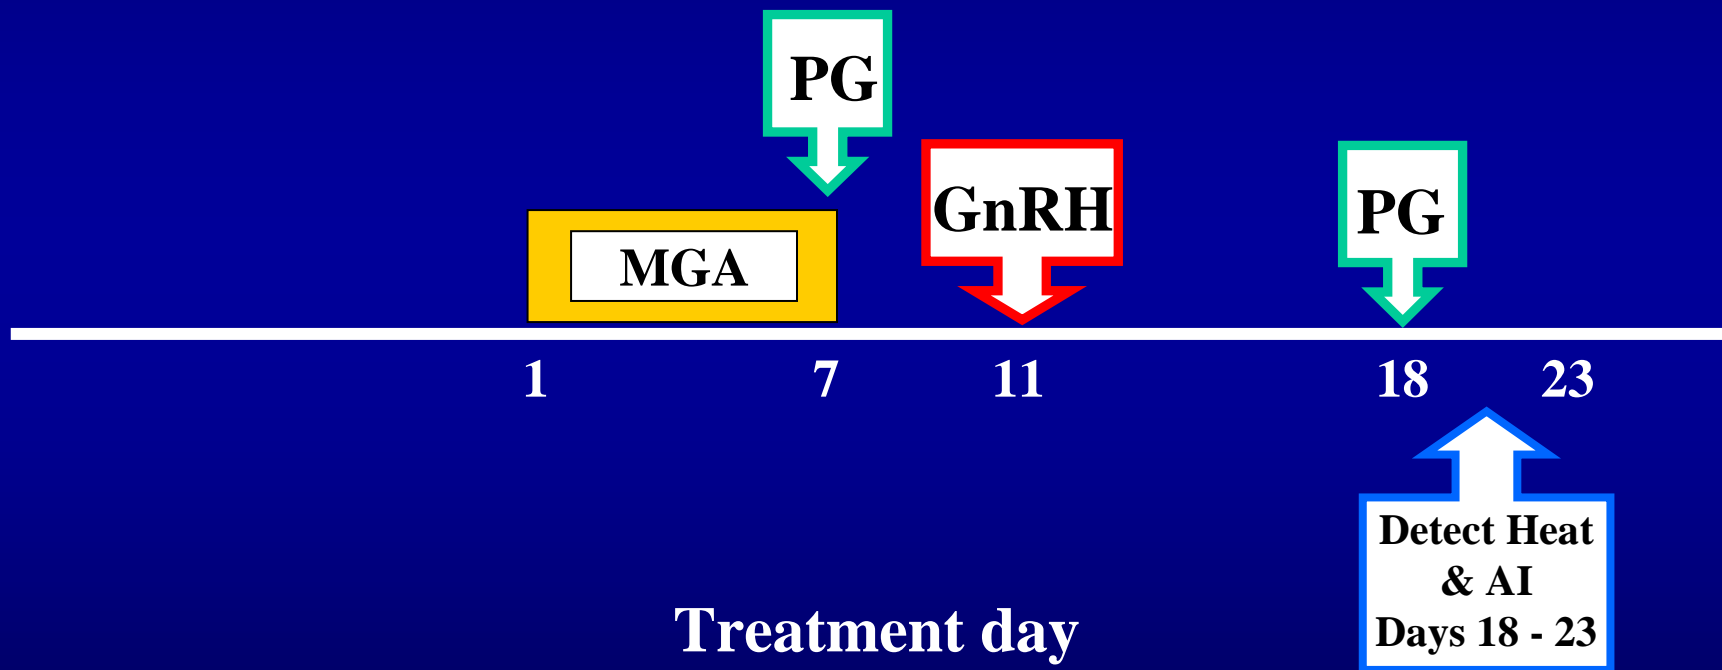 PG
GnRH
PG
MGA
1 7 11 18 23
Detect Heat
& AI
Days 18 - 23
Treatment day